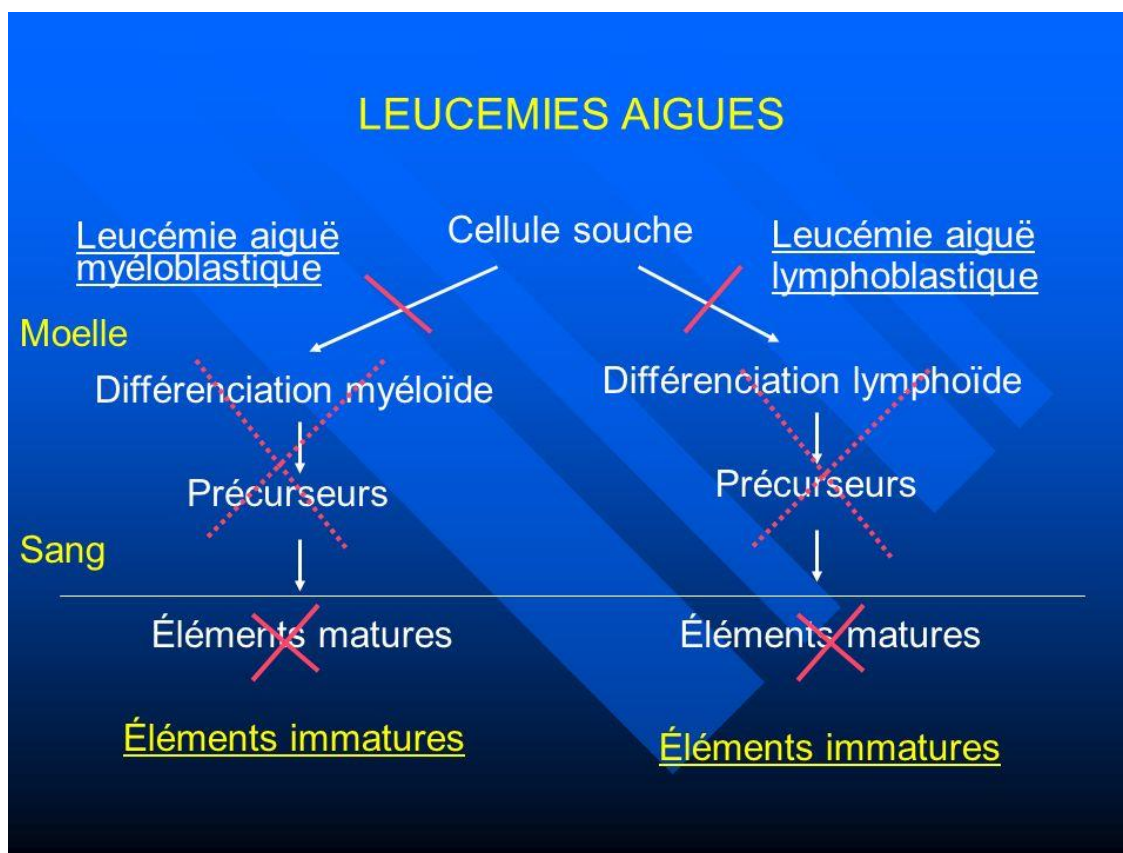 LEUCEMIES AIGUES
Leucémie aiguë
myéloblastique
Cellule souche
Leucémie aiguë
lymphoblastique
Moelle
Différenciation myéloïde
Différenciation lymphoïde
Précurseurs
Précurseurs
Sang
Éléments matures
Éléments matures
Éléments immatures
Éléments immatures